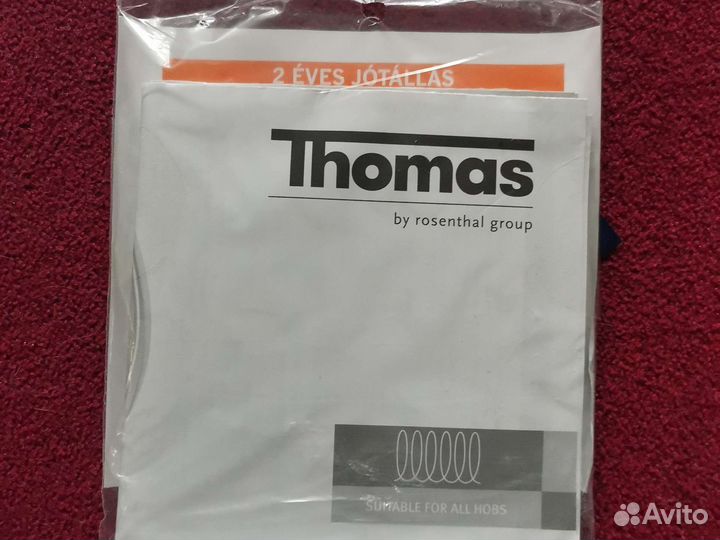 2 ÉVES JÓTÁLLÁS
Thomas
by rosenthal group
SUITABLE FOR ALL HOBS
Avito